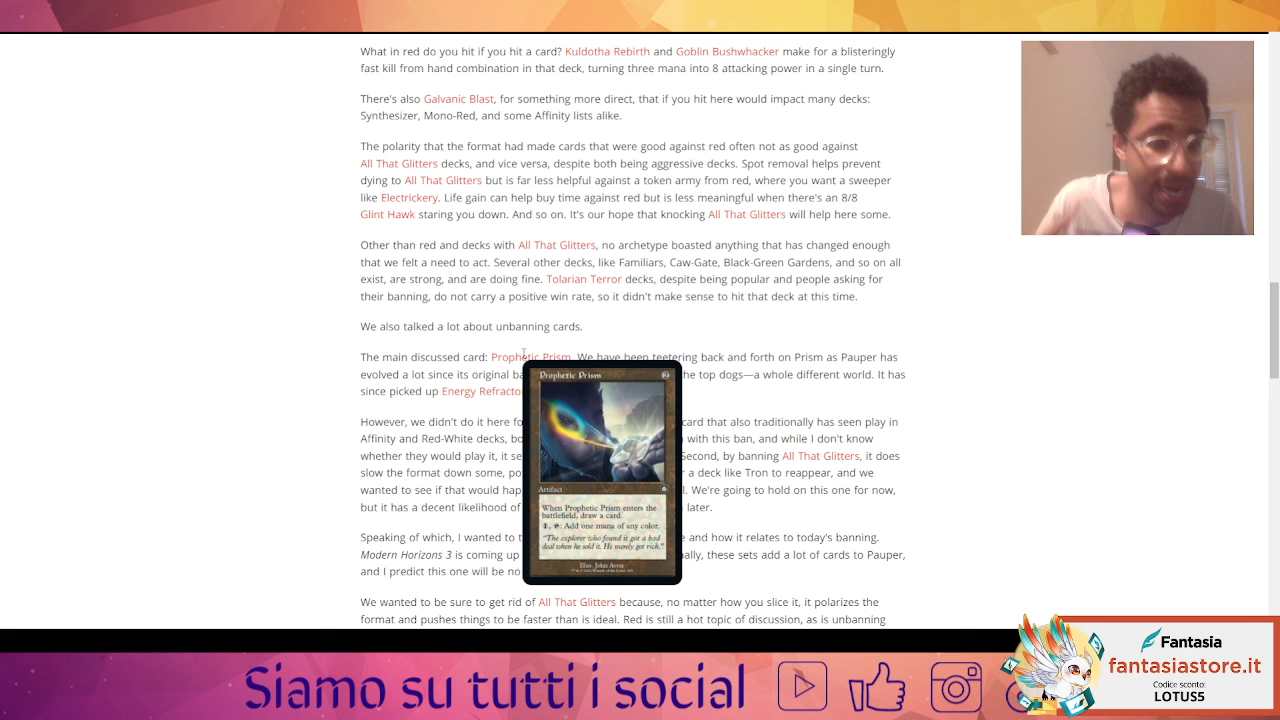 What in red do you hit if you hit a card? Kuldotha Rebirth and Goblin Bushwhacker make for a blisteringly
fast kill from hand combination in that deck, turning three mana into 8 attacking power in a single turn.
There's also Galvanic Blast, for something more direct, that if you hit here would impact many decks:
Synthesizer, Mono-Red, and some Affinity lists alike.
The polarity that the format had made cards that were good against red often not as good against
All That Glitters decks, and vice versa, despite both being aggressive decks. Spot removal helps prevent
dying to All That Glitters but is far less helpful against a token army from red, where you want a sweeper
like Electrickery. Life gain can help buy time against red but is less meaningful when there's an 8/8
Glint Hawk staring you down. And so on. It's our hope that knocking All That Glitters will help here some.
Other than red and decks with All That Glitters, no archetype boasted anything that has changed enough
that we felt a need to act. Several other decks, like Familiars, Caw-Gate, Black-Green Gardens, and so on all
exist, are strong, and are doing fine. Tolarian Terror decks, despite being popular and people asking for
their banning, do not carry a positive win rate, so it didn't make sense to hit that deck at this time.
We also talked a lot about unbanning cards.
The main discussed card: Prophetic Prism. We have been teetering back and forth on Prism as Pauper has
evolved a lot since its original ba the top dogs—a whole different world. It has
since picked up Energy Refracto
However, we didn't do it here fo card that also traditionally has seen play in
Affinity and Red-White decks, bo with this ban, and while I don't know
whether they would play it, it se Second, by banning All That Glitters, it does
slow the format down some, po r a deck like Tron to reappear, and we
wanted to see if that would hap l. We're going to hold on this one for now,
but it has a decent likelihood of later.
Speaking of which, I wanted to t e and how it relates to today's banning.
Modern Horizons 3 is coming up nally, these sets add a lot of cards to Pauper,
and I predict this one will be no
We wanted to be sure to get rid of All That Glitters because, no matter how you slice it, it polarizes the
format and pushes things to be faster than is ideal. Red is still a hot topic of discussion, as is unbanning
Prophetic Prism 2
Artifact
When Prophetic Prism enters the
battlefield, draw a card.
1, : Add one mana of any color.
"The explorer who found it got a bad
deal when he sold it. He merely got rich."
Illus. John Avon
Siamo su tutti i social
Fantasia
fantasiastore.it
Codice sconto:
LOTUS5